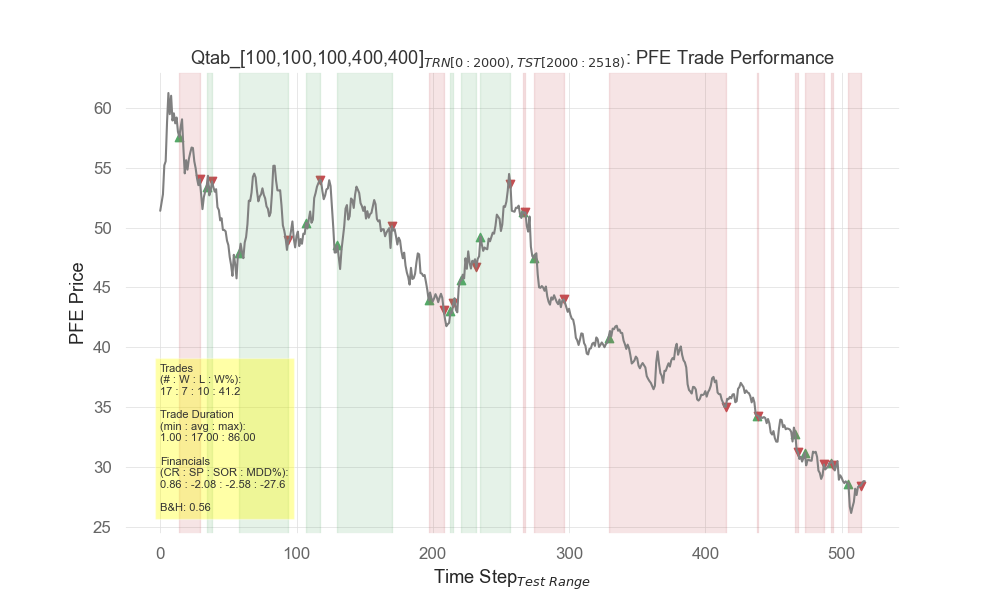 Qtab_[100,100,100,400,400]TRN[0 : 2000), TST[2000 : 2518): PFE Trade Performance
PFE Price
60
55
50
45
40
35
30
25
Trades
(# : W : L : W%):
17 : 7 : 10 : 41.2
Trade Duration
(min : avg : max):
1.00 : 17.00 : 86.00
Financials
(CR : SP : SOR : MDD%):
0.86 : -2.08 : -2.58 : -27.6
B&H: 0.56
0 100 200 300 400 500
Time StepTest Range